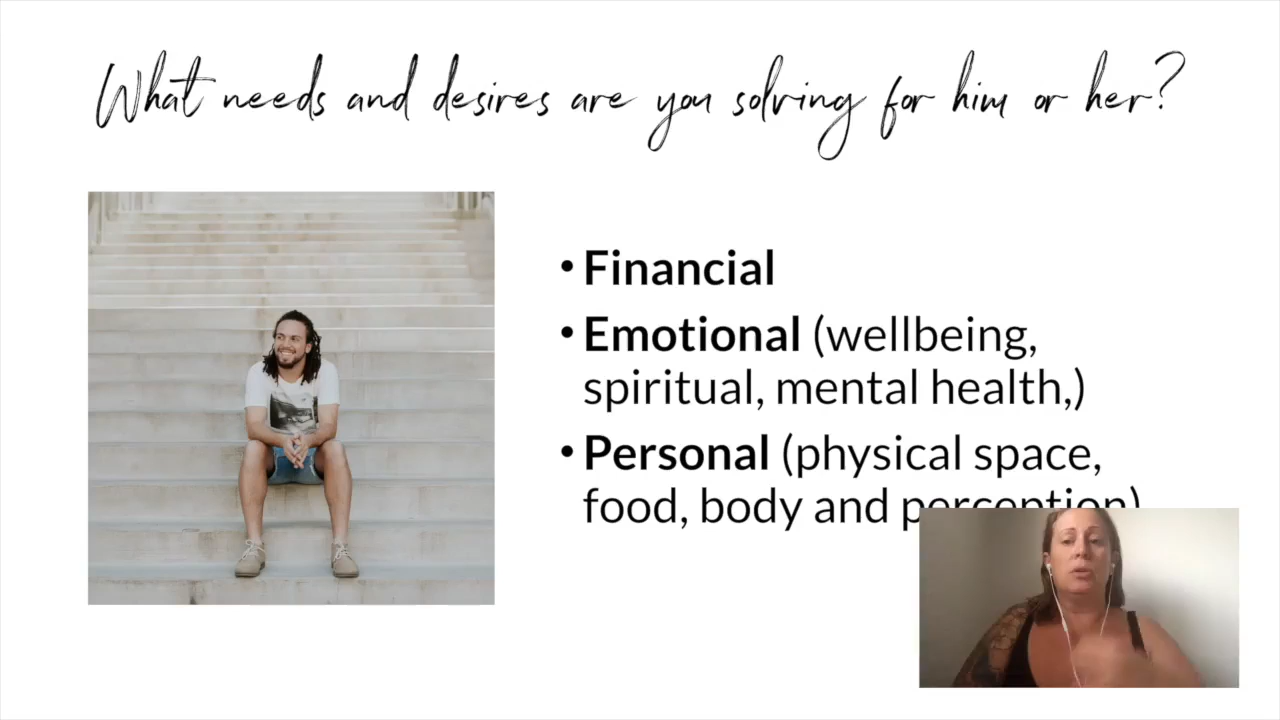 What needs and desires are you solving for him or her?
• Financial
• Emotional (wellbeing,
spiritual, mental health,)
• Personal (physical space,
food, body and perception)